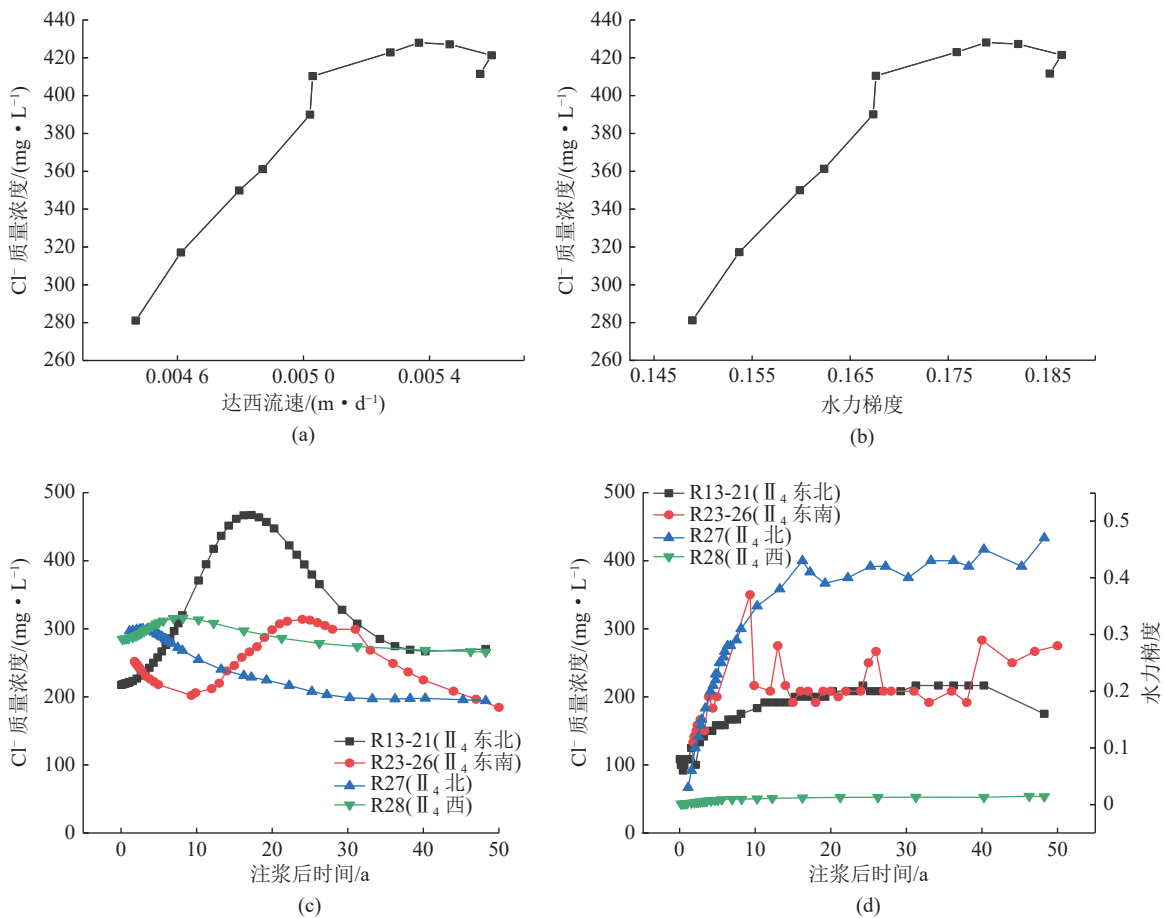 440
420
400
380
360
340
320
300
280
260
Cl⁻ 质量浓度/(mg·L⁻¹)
0.004 6
0.005 0
0.005 4
达西流速/(m·d⁻¹)
(a)
440
420
400
380
360
340
320
300
280
260
Cl⁻ 质量浓度/(mg·L⁻¹)
0.145
0.155
0.165
0.175
0.185
水力梯度
(b)
500
400
300
200
100
0
Cl⁻ 质量浓度/(mg·L⁻¹)
R13-21(Ⅱ₄ 东北)
R23-26(Ⅱ₄ 东南)
R27(Ⅱ₄ 北)
R28(Ⅱ₄ 西)
0
10
20
30
40
50
注浆后时间/a
(c)
R13-21(Ⅱ₄ 东北)
R23-26(Ⅱ₄ 东南)
R27(Ⅱ₄ 北)
R28(Ⅱ₄ 西)
500
400
300
200
100
0
Cl⁻ 质量浓度/(mg·L⁻¹)
0.5
0.4
0.3
0.2
0.1
0
水力梯度
0
10
20
30
40
50
注浆后时间/a
(d)